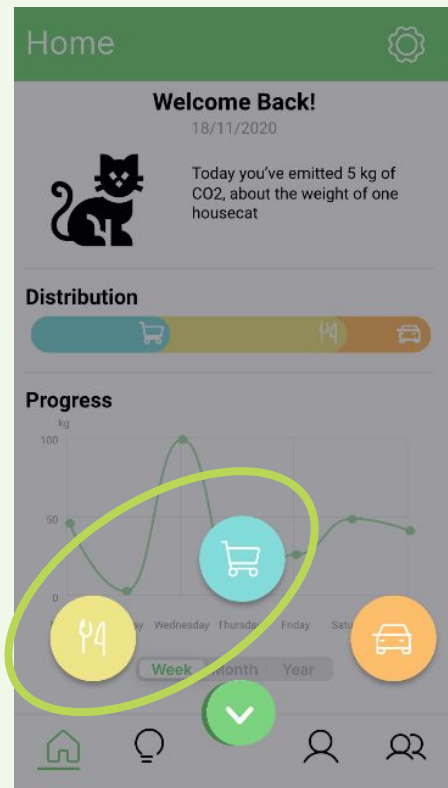 Home
Welcome Back!
18/11/2020
Today you've emitted 5 kg of
CO2, about the weight of one
housecat
Distribution
Progress
kg
100
50
0
Wednesday Thursday Friday
Week Month Year